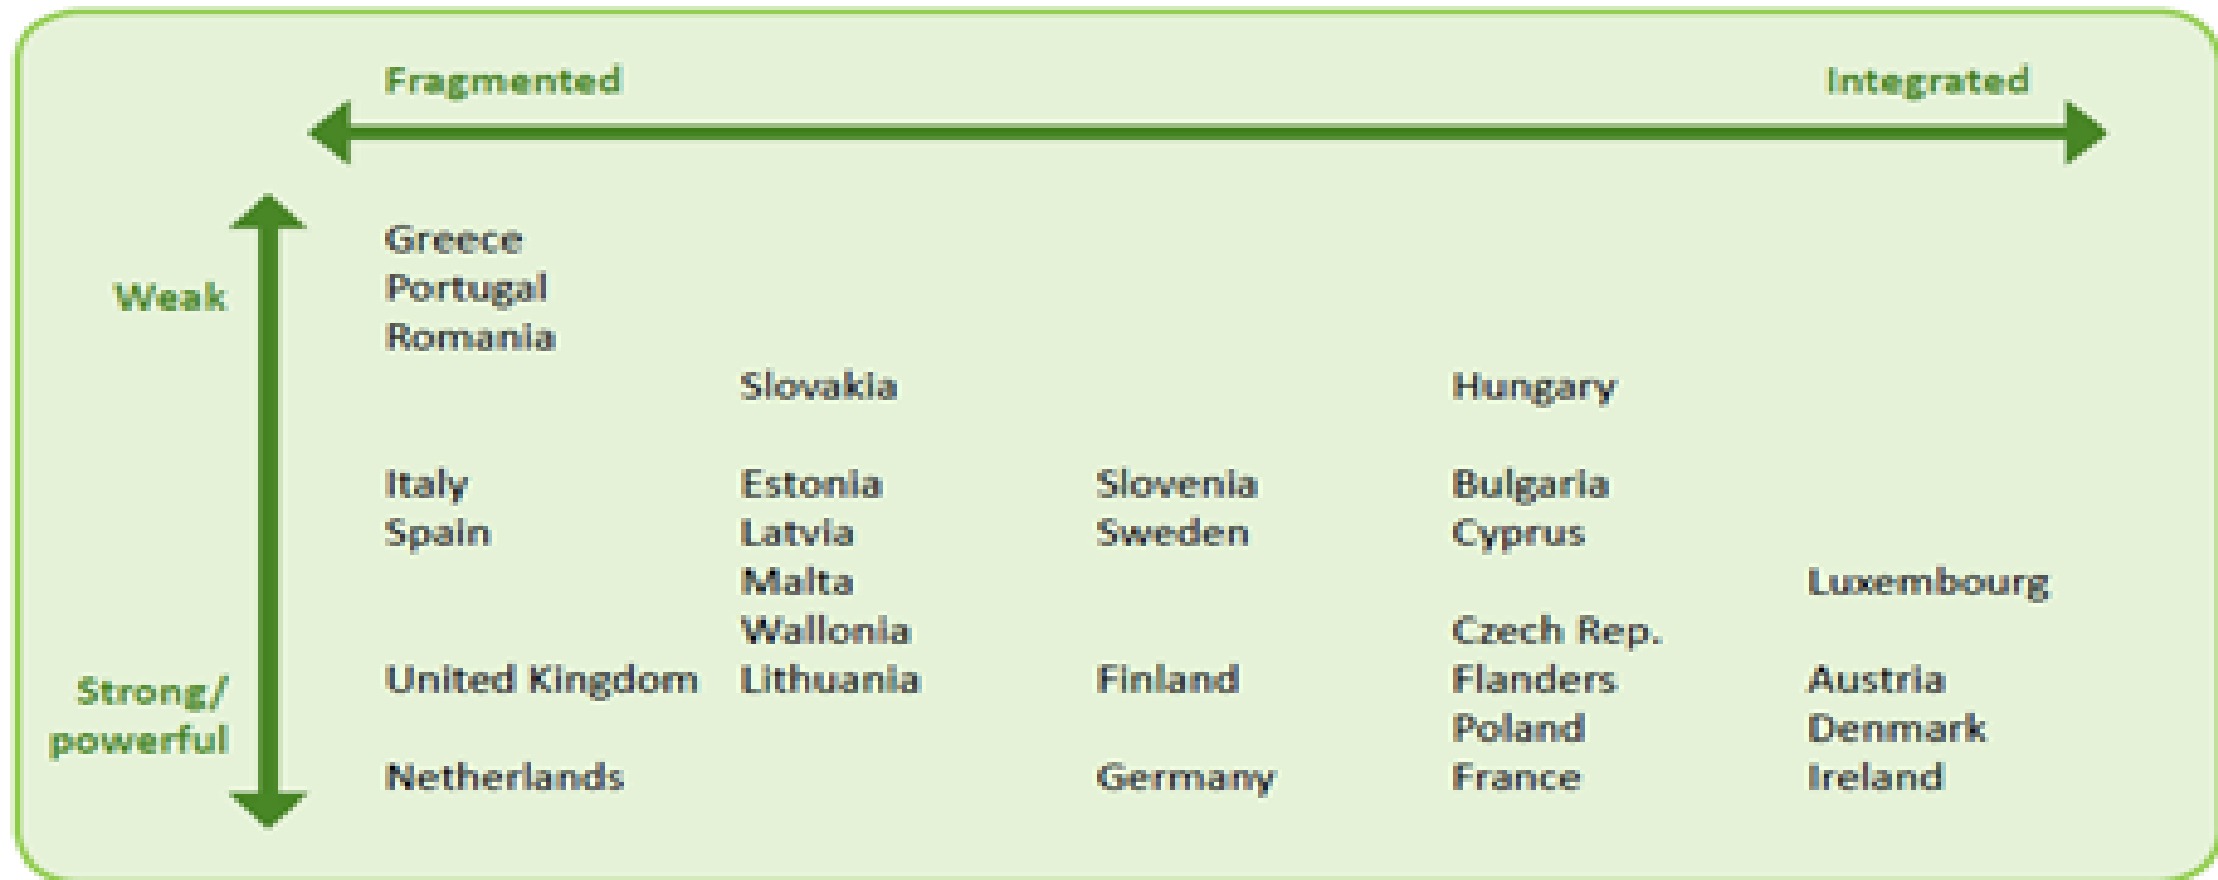 Fragmented Integrated
Greece
Weak Portugal
Romania
Slovakia Hungary
Italy Estonia Slovenia Bulgaria
Spain Latvia Sweden Cyprus
Malta Luxembourg
Wallonia Czech Rep.
Strong/ United Kingdom Lithuania Finland Flanders Austria
powerful Poland Denmark
Netherlands Germany France Ireland